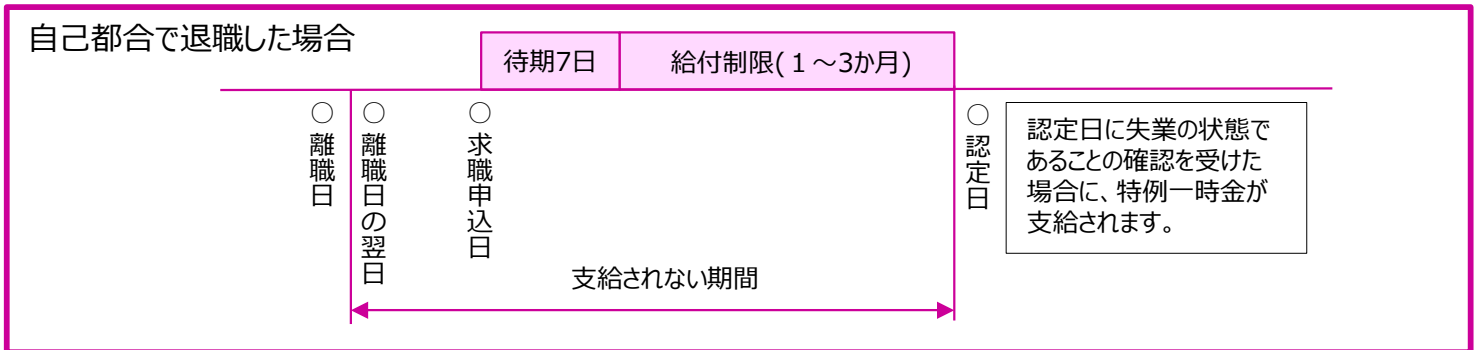 自己都合で退職した場合
待期7日
給付制限(１～3か月)
○離職日
○離職日の翌日
○求職申込日
○認定日
認定日に失業の状態で
あることの確認を受けた
場合に、特例一時金が
支給されます。
支給されない期間